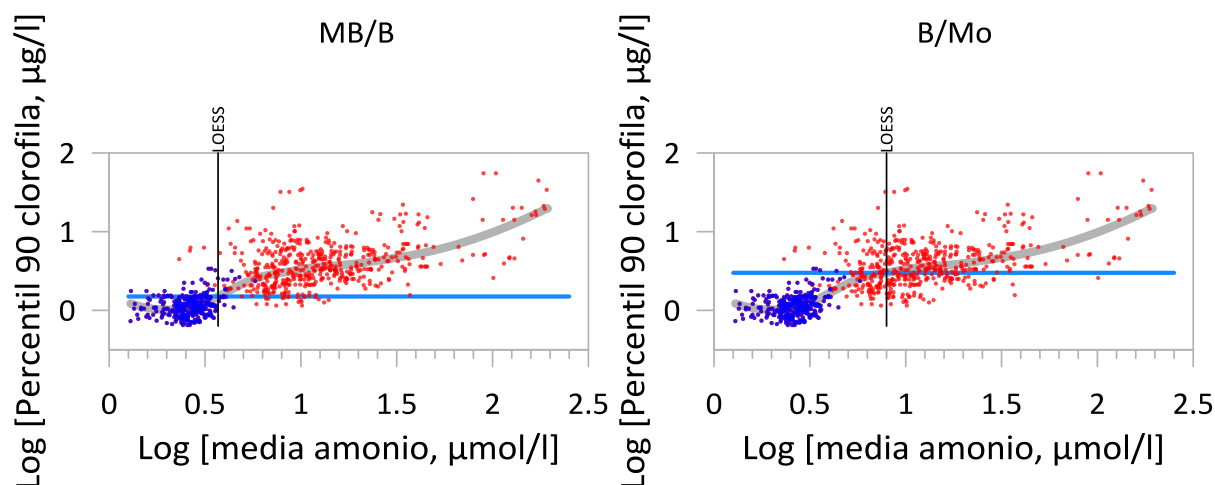 MB/B
LOESS
Log [Percentil 90 clorofila, µg/l]
2
1
0
0 0.5 1 1.5 2 2.5
Log [media amonio, µmol/l]
B/Mo
LOESS
Log [Percentil 90 clorofila, µg/l]
2
1
0
0 0.5 1 1.5 2 2.5
Log [media amonio, µmol/l]